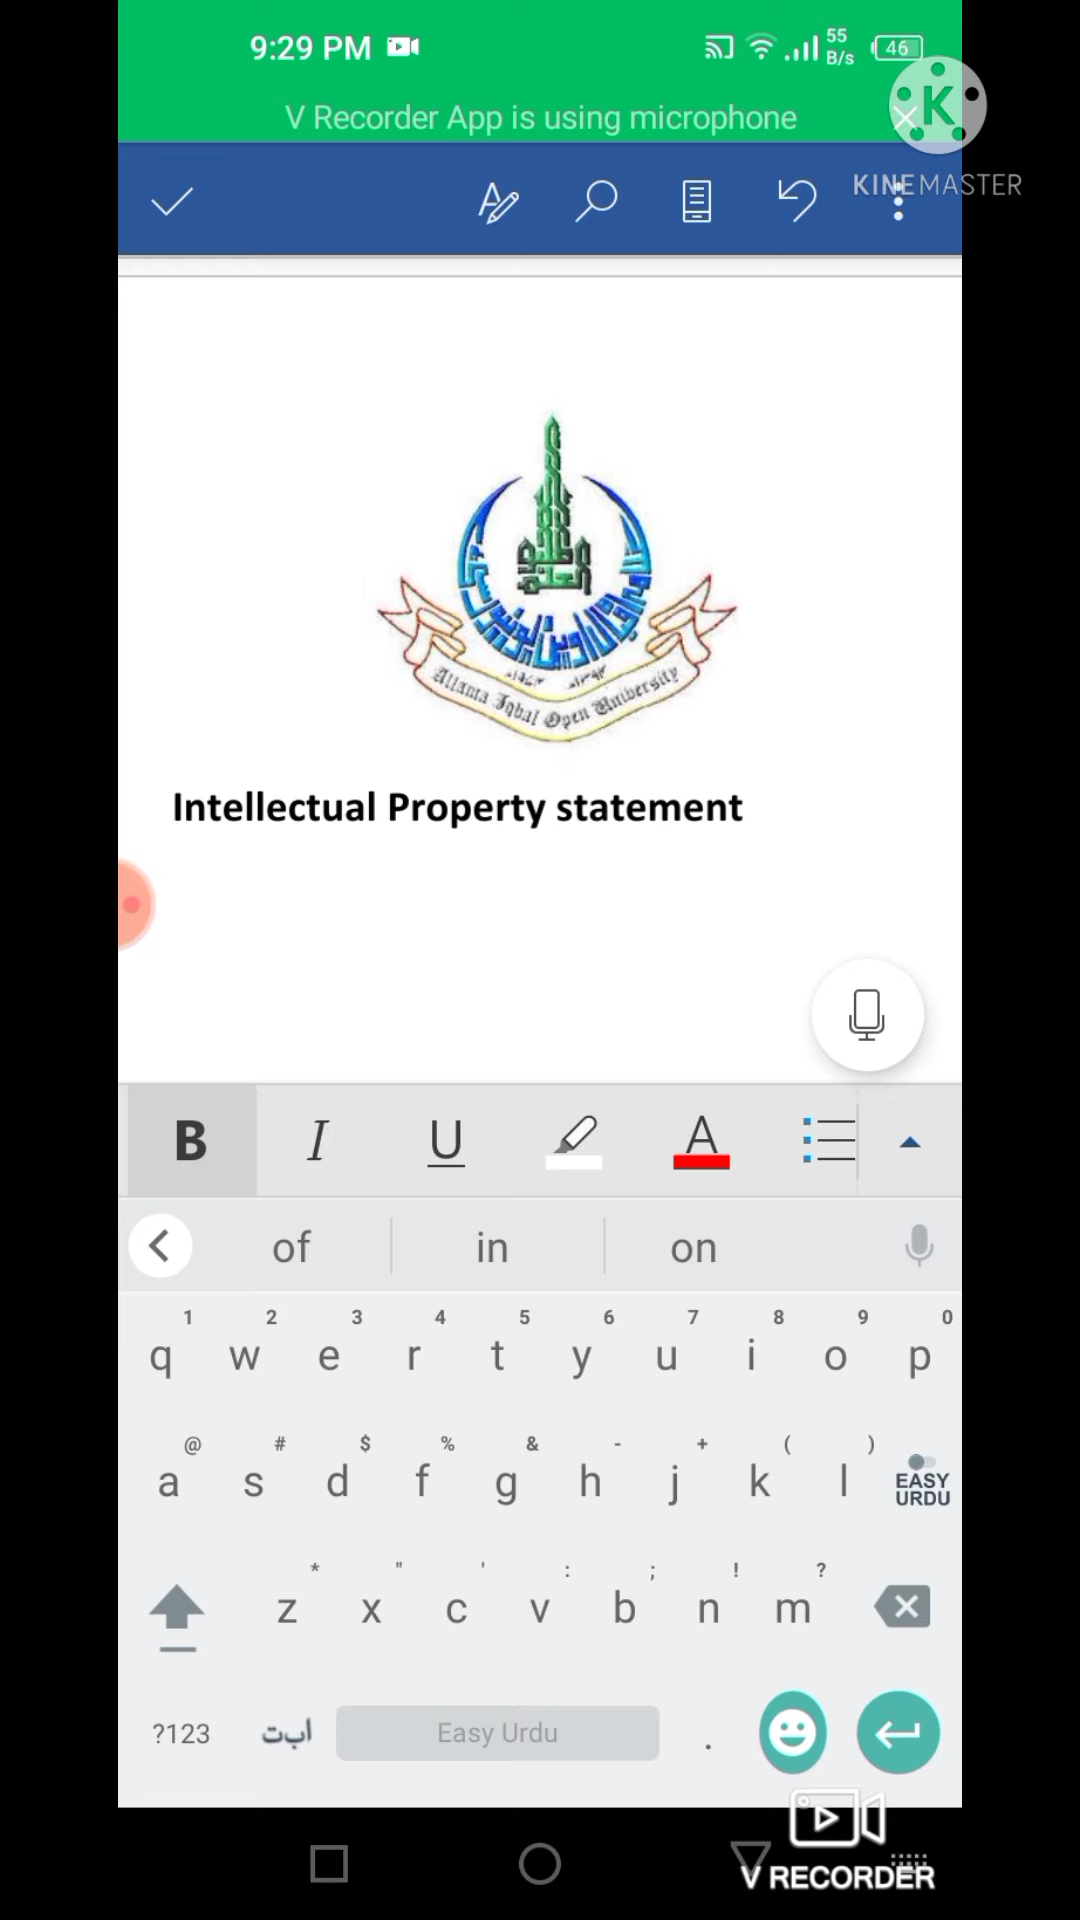 9:29 PM
55
B/s
46
V Recorder App is using microphone
K
KINEMASTER
Allama Iqbal Open University
Intellectual Property statement
B I U A
of in on
1 2 3 4 5 6 7 8 9 0
q w e r t y u i o p
@ # $ % & - + ( )
a s d f g h j k l
EASY
URDU
* " ' : ; ! ?
z x c v b n m
?123 ا ب ت Easy Urdu .
V RECORDER